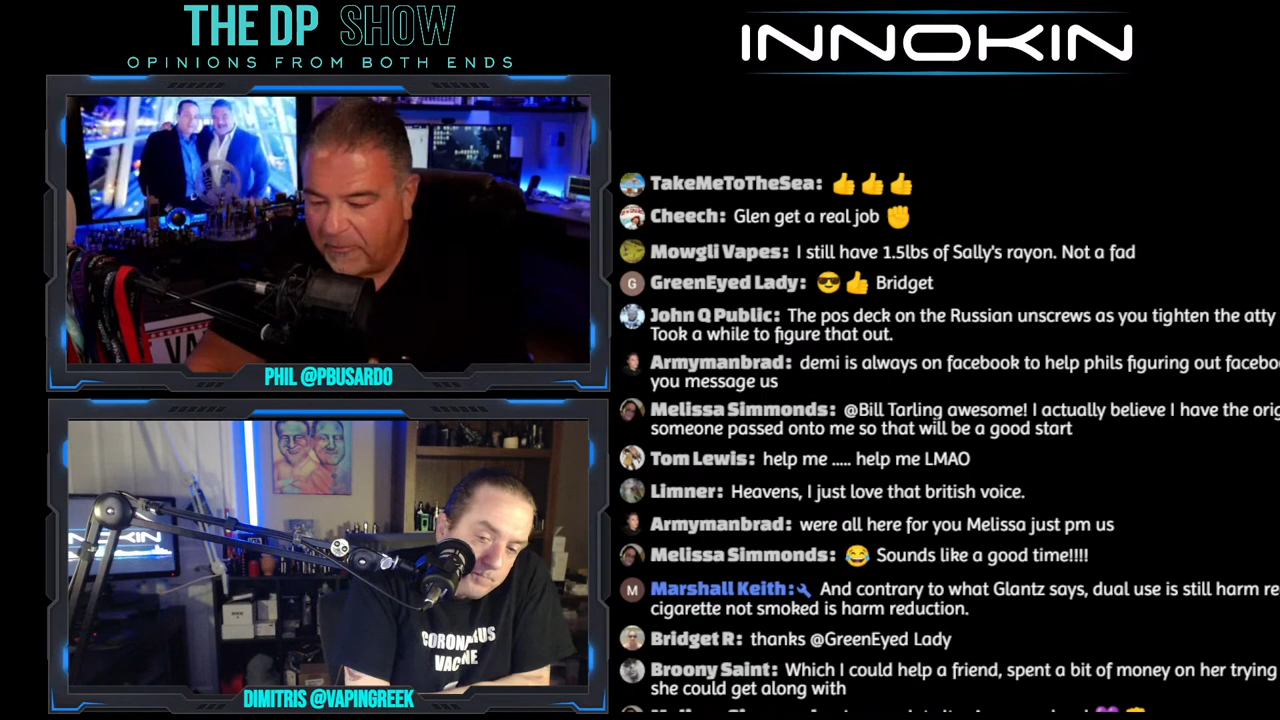 THE DP SHOW
OPINIONS FROM BOTH ENDS
INNOKIN
VA
PHIL @PBUSARDO
TakeMeToTheSea: 👍👍👍
Cheech: Glen get a real job ✊
Mowgli Vapes: I still have 1.5lbs of Sally's rayon. Not a fad
G GreenEyed Lady: 😎👍 Bridget
John Q Public: The pos deck on the Russian unscrews as you tighten the atty
Took a while to figure that out.
Armymanbrad: demi is always on facebook to help phils figuring out faceboo
you message us
Melissa Simmonds: @Bill Tarling awesome! I actually believe I have the orig
someone passed onto me so that will be a good start
Tom Lewis: help me ..... help me LMAO
Limner: Heavens, I just love that british voice.
Armymanbrad: were all here for you Melissa just pm us
Melissa Simmonds: 😂 Sounds like a good time!!!!
M Marshall Keith:🔧 And contrary to what Glantz says, dual use is still harm re
cigarette not smoked is harm reduction.
Bridget R: thanks @GreenEyed Lady
Broony Saint: Which I could help a friend, spent a bit of money on her trying
she could get along with
NOKIN
CORONA US
VAC NE
DIMITRIS @VAPINGREEK